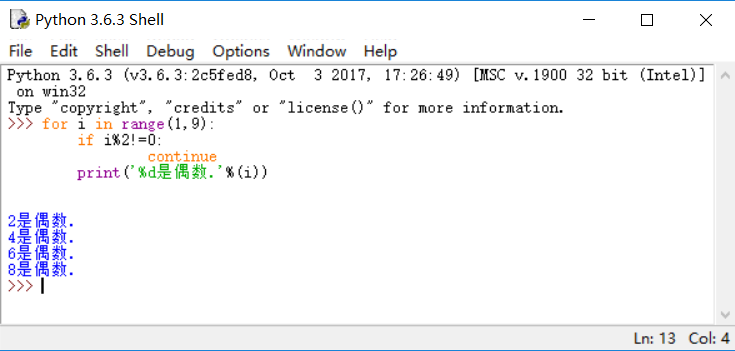 Python 3.6.3 Shell
File Edit Shell Debug Options Window Help
Python 3.6.3 (v3.6.3:2c5fed8, Oct  3 2017, 17:26:49) [MSC v.1900 32 bit (Intel)]
 on win32
Type "copyright", "credits" or "license()" for more information.
>>> for i in range(1,9):
        if i%2!=0:
                continue
        print('%d是偶数.'%(i))
2是偶数.
4是偶数.
6是偶数.
8是偶数.
>>>
Ln: 13 Col: 4